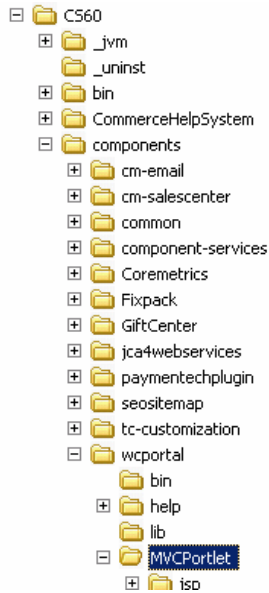 CS60
_jvm
_uninst
bin
CommerceHelpSystem
components
cm-email
cm-salescenter
common
component-services
Coremetrics
Fixpack
GiftCenter
jca4webservices
paymentechplugin
seositemap
tc-customization
wcportal
bin
help
lib
MVCPortlet
jsp